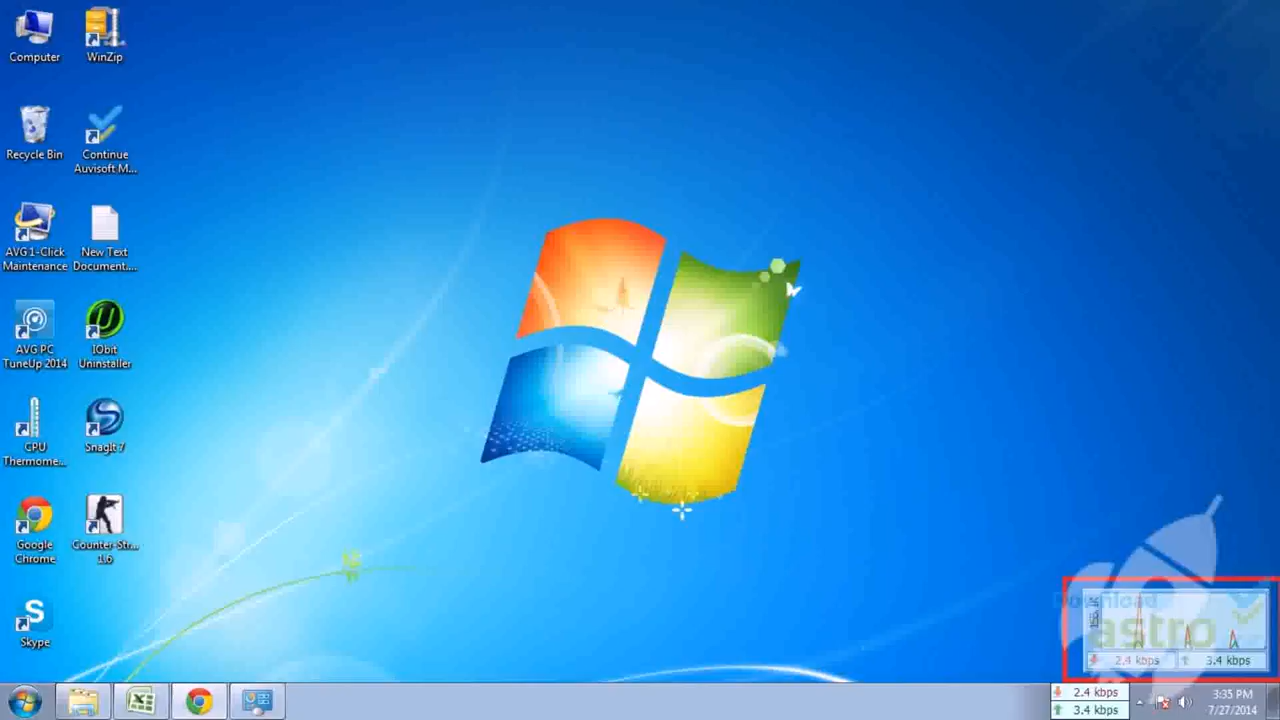 Computer
WinZip
Recycle Bin
Continue
Auvisoft M...
AVG 1-Click
Maintenance
New Text
Document....
AVG PC
TuneUp 2014
IObit
Uninstaller
CPU
Thermome...
SnagIt 7
Google
Chrome
Counter-Str...
1.6
Skype
Download
astro
2.4 kbps
3.4 kbps
2.4 kbps
3.4 kbps
3:35 PM
7/27/2014